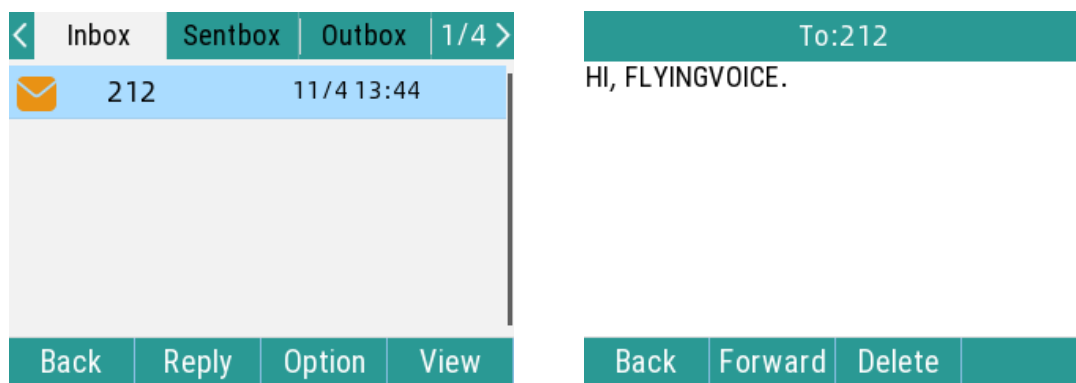 Inbox Sentbox Outbox 1/4
212 11/4 13:44
Back Reply Option View
To:212
HI, FLYINGVOICE.
Back Forward Delete